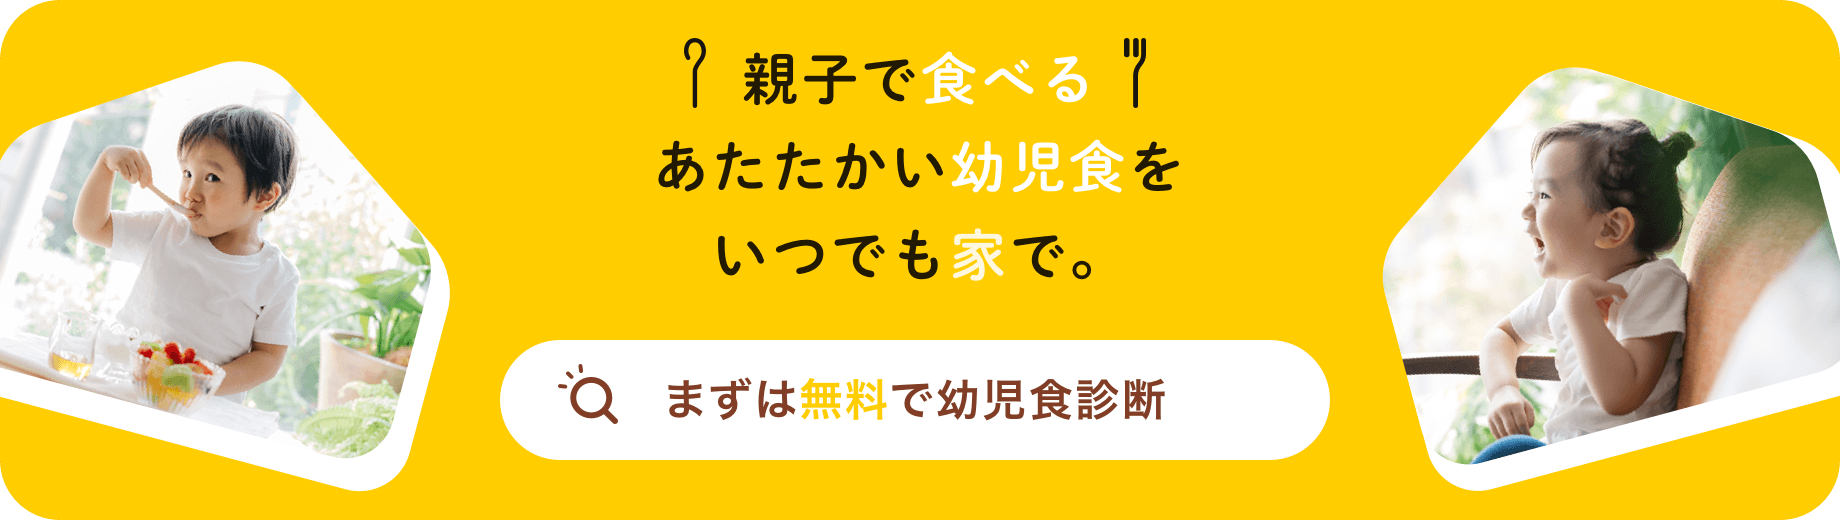 親子で食べる
あたたかい幼児食を
いつでも家で。
まずは無料で幼児食診断